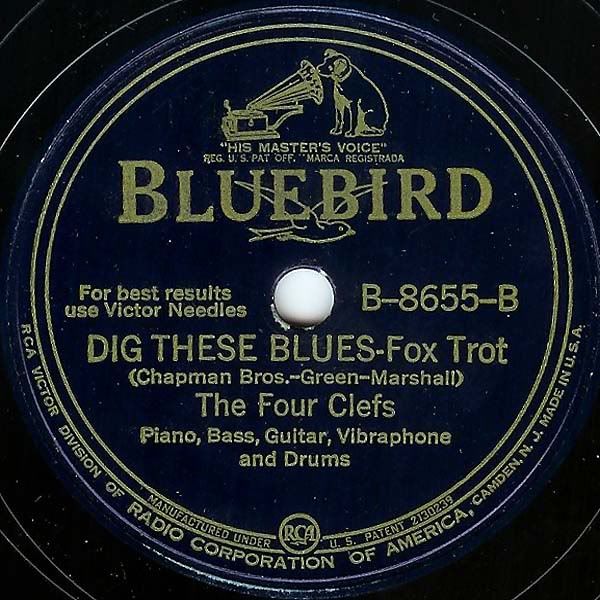 "HIS MASTER'S VOICE"
REG. U.S. PAT. OFF. "MARCA REGISTRADA
BLUEBIRD
For best results
use Victor Needles
B-8655-B
DIG THESE BLUES-Fox Trot
(Chapman Bros.-Green-Marshall)
The Four Clefs
Piano, Bass, Guitar, Vibraphone
and Drums
MANUFACTURED UNDER RCA U. S. PATENT 2130239
RCA VICTOR DIVISION OF RADIO CORPORATION OF AMERICA, CAMDEN, N. J. MADE IN U.S.A.